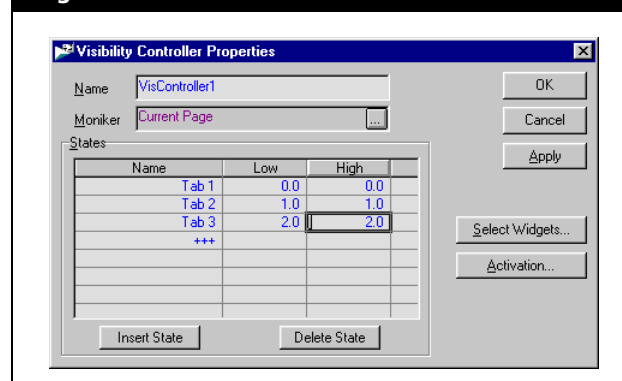 Visibility Controller Properties
Name VisController1 OK
Moniker Current Page ... Cancel
States Apply
Name Low High
Tab 1 0.0 0.0
Tab 2 1.0 1.0
Tab 3 2.0 2.0
+++
Select Widgets...
Activation...
Insert State Delete State